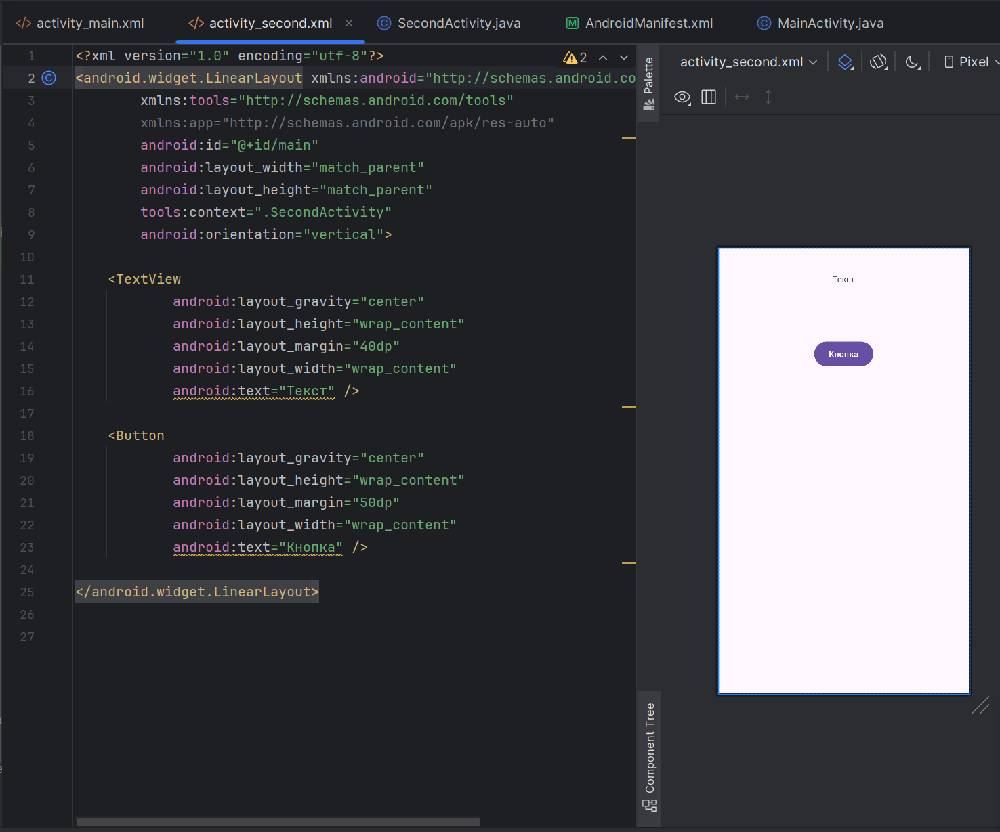 activity_main.xml
activity_second.xml
SecondActivity.java
AndroidManifest.xml
MainActivity.java
1 <?xml version="1.0" encoding="utf-8"?>
2 <android.widget.LinearLayout xmlns:android="http://schemas.android.co
3 xmlns:tools="http://schemas.android.com/tools"
4 xmlns:app="http://schemas.android.com/apk/res-auto"
5 android:id="@+id/main"
6 android:layout_width="match_parent"
7 android:layout_height="match_parent"
8 tools:context=".SecondActivity"
9 android:orientation="vertical">
10
11 <TextView
12 android:layout_gravity="center"
13 android:layout_height="wrap_content"
14 android:layout_margin="40dp"
15 android:layout_width="wrap_content"
16 android:text="Текст" />
17
18 <Button
19 android:layout_gravity="center"
20 android:layout_height="wrap_content"
21 android:layout_margin="50dp"
22 android:layout_width="wrap_content"
23 android:text="Кнопка" />
24
25 </android.widget.LinearLayout>
26
27
2
Palette
Component Tree
activity_second.xml
Pixel
Текст
Кнопка